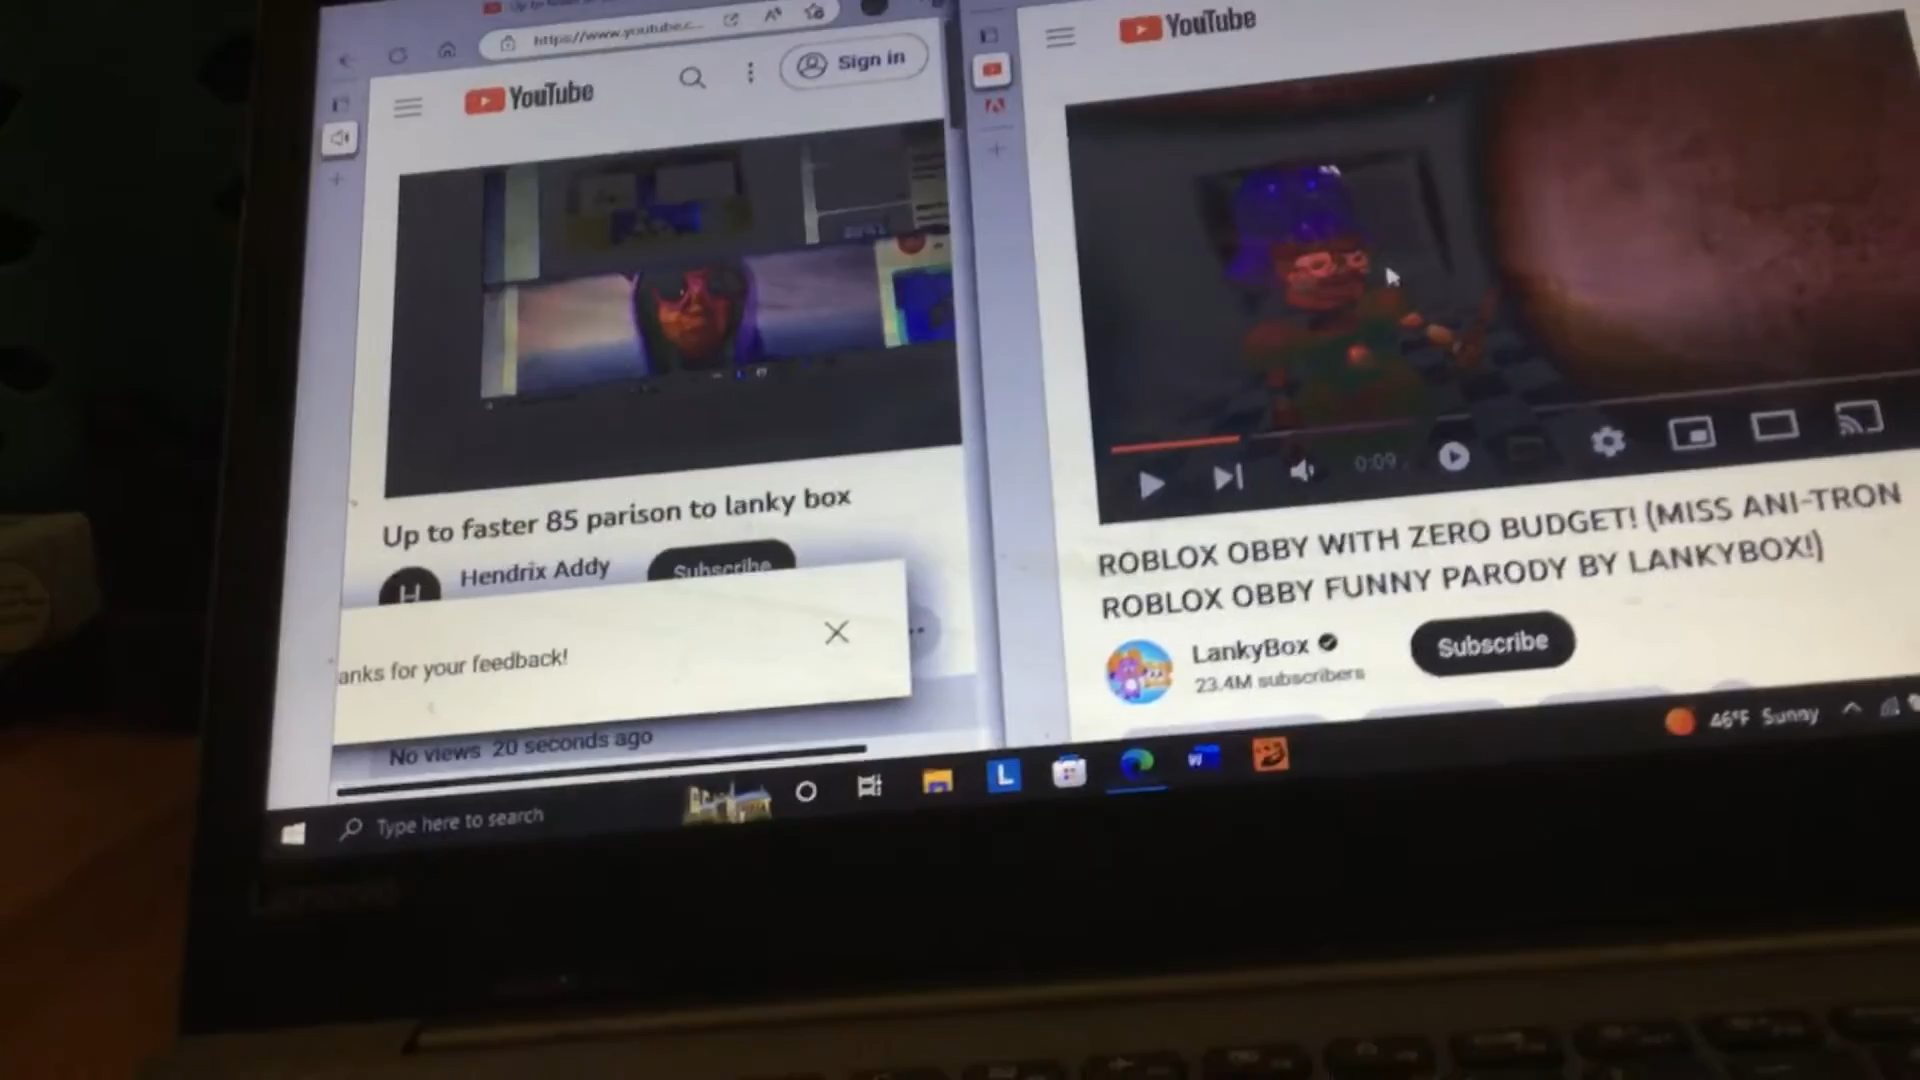 https://www.youtube.c...
YouTube
Sign in
Up to faster 85 parison to lanky box
H
Hendrix Addy
Subscribe
anks for your feedback!
No views 20 seconds ago
YouTube
0:09
ROBLOX OBBY WITH ZERO BUDGET! (MISS ANI-TRON
ROBLOX OBBY FUNNY PARODY BY LANKYBOX!)
LankyBox
23.4M subscribers
Subscribe
Type here to search
L
W
46°F Sunny
Lenovo